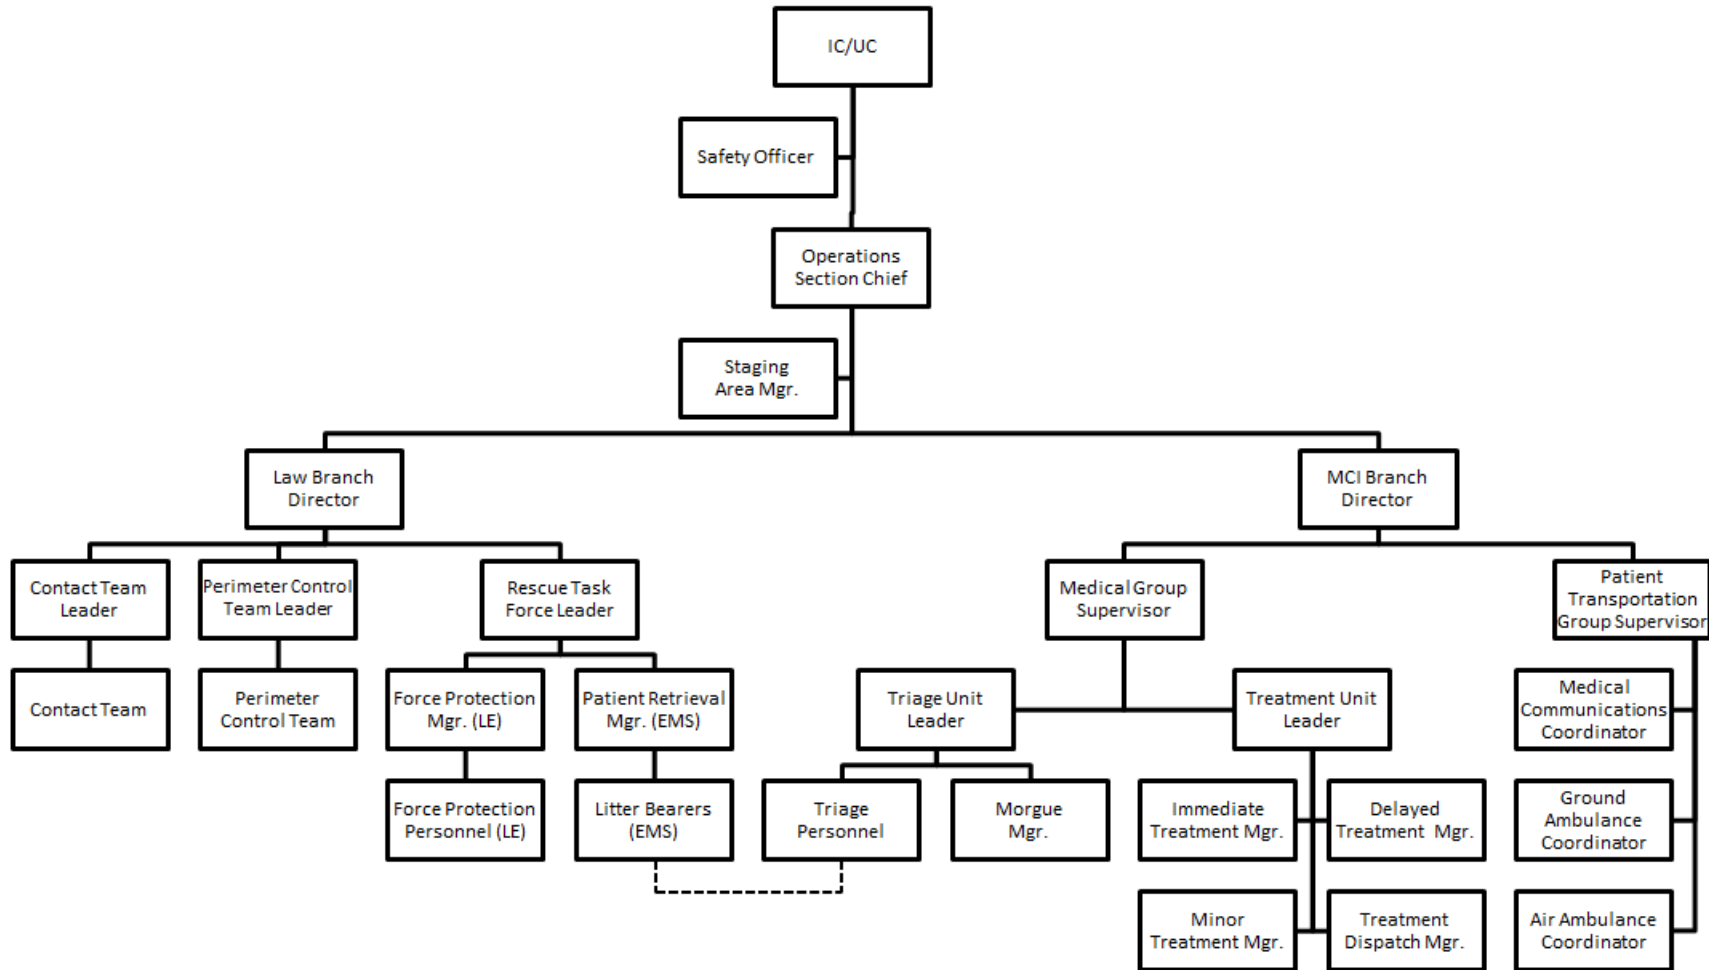 IC/UC
Safety Officer
Operations
Section Chief
Staging
Area Mgr.
Law Branch
Director
MCI Branch
Director
Contact Team
Leader
Perimeter Control
Team Leader
Rescue Task
Force Leader
Medical Group
Supervisor
Patient
Transportation
Group Supervisor
Contact Team
Perimeter
Control Team
Force Protection
Mgr. (LE)
Patient Retrieval
Mgr. (EMS)
Triage Unit
Leader
Treatment Unit
Leader
Medical
Communications
Coordinator
Force Protection
Personnel (LE)
Litter Bearers
(EMS)
Triage
Personnel
Morgue
Mgr.
Immediate
Treatment Mgr.
Delayed
Treatment Mgr.
Ground
Ambulance
Coordinator
Minor
Treatment Mgr.
Treatment
Dispatch Mgr.
Air Ambulance
Coordinator